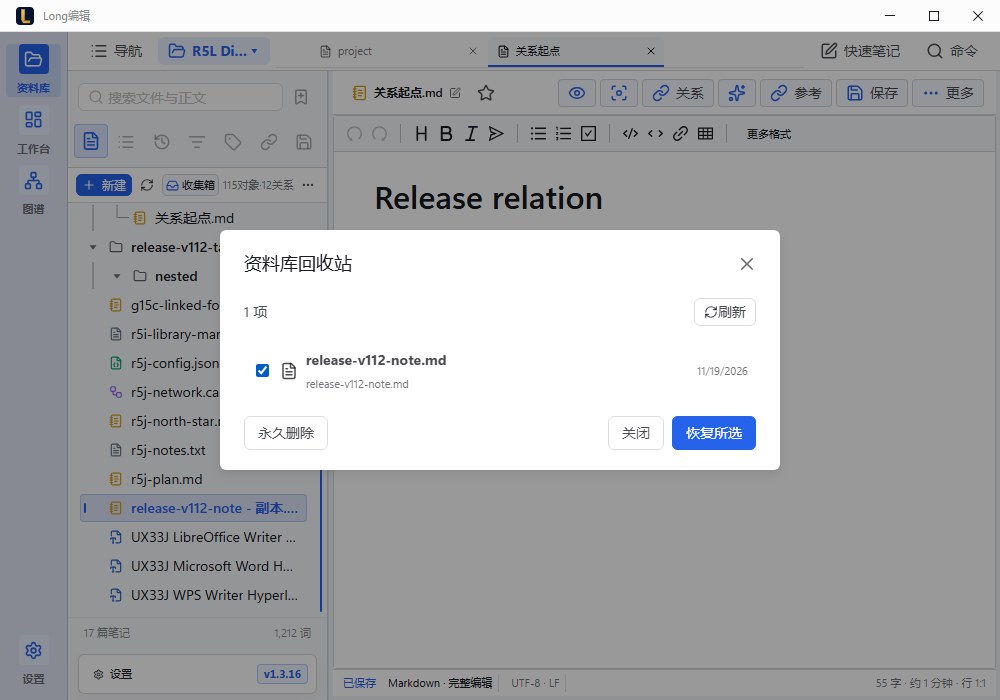 Long编辑
资料库
工作台
图谱
设置
导航
R5L Di...
project
关系起点
快速笔记
命令
搜索文件与正文
新建
收集箱
115对象·12关系
关系起点.md
release-v112-ta
nested
g15c-linked-fo
r5i-library-mar
r5j-config.json
r5j-network.ca
r5j-north-star.r
r5j-notes.txt
r5j-plan.md
release-v112-note - 副本....
UX33J LibreOffice Writer ...
UX33J Microsoft Word H...
UX33J WPS Writer Hyperl...
17 篇笔记
1,212 词
设置
v1.3.16
关系起点.md
关系
参考
保存
更多
更多格式
Release relation
资料库回收站
1 项
刷新
release-v112-note.md
release-v112-note.md
11/19/2026
永久删除
关闭
恢复所选
已保存
Markdown · 完整编辑
UTF-8 · LF
55 字 · 约 1 分钟 · 行 1:1